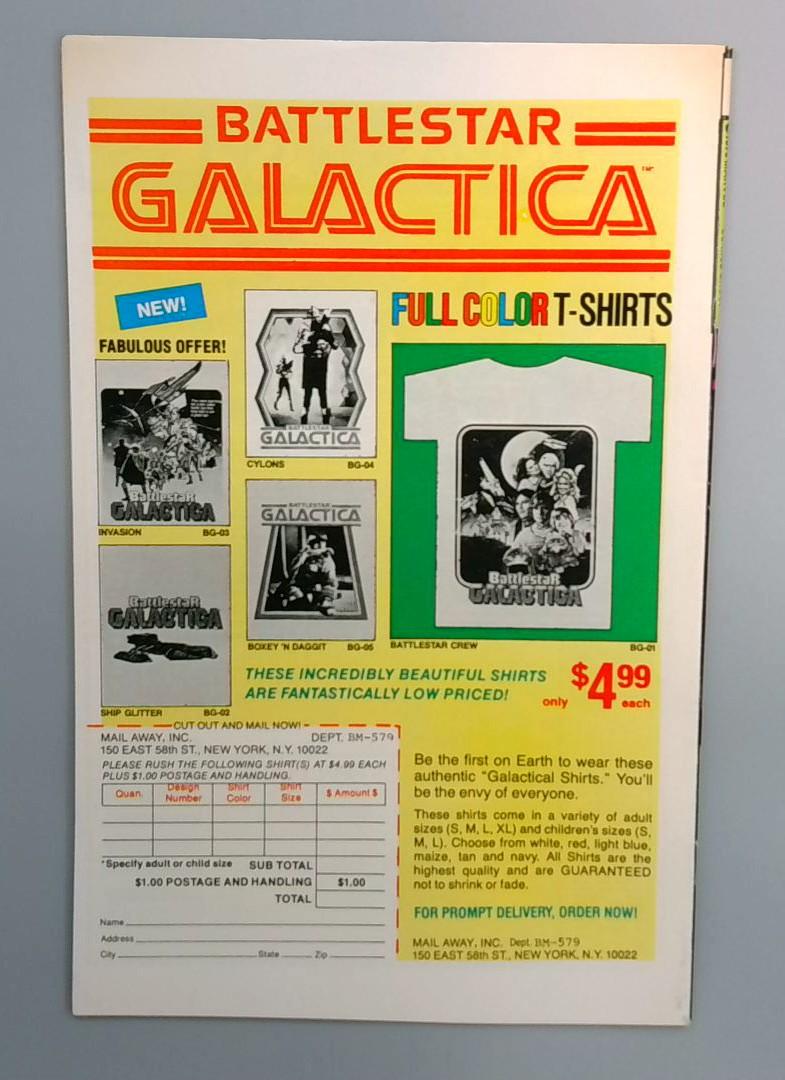 BATTLESTAR
GALACTICA™
NEW!
FABULOUS OFFER!
FULL COLOR T-SHIRTS
BattlestaR
GALACTICA
INVASION BG-03
BATTLESTAR
GALACTICA
CYLONS BG-04
BattlestaR
GALACTICA
SHIP GLITTER BG-02
BATTLESTAR
GALACTICA
BOXEY 'N DAGGIT BG-05
BattlestaR
GALACTICA
BATTLESTAR CREW BG-01
THESE INCREDIBLY BEAUTIFUL SHIRTS
ARE FANTASTICALLY LOW PRICED!
only $4.99 each
CUT OUT AND MAIL NOW!
MAIL AWAY, INC. DEPT. BM-579
150 EAST 58th ST., NEW YORK, N.Y. 10022
PLEASE RUSH THE FOLLOWING SHIRT(S) AT $4.99 EACH
PLUS $1.00 POSTAGE AND HANDLING.
Quan. Design Number Shirt Color Shirt Size $ Amount $
*Specify adult or child size SUB TOTAL
$1.00 POSTAGE AND HANDLING $1.00
TOTAL
Name
Address
City State Zip
Be the first on Earth to wear these
authentic "Galactical Shirts." You'll
be the envy of everyone.
These shirts come in a variety of adult
sizes (S, M, L, XL) and children's sizes (S,
M, L). Choose from white, red, light blue,
maize, tan and navy. All Shirts are the
highest quality and are GUARANTEED
not to shrink or fade.
FOR PROMPT DELIVERY, ORDER NOW!
MAIL AWAY, INC. Dept. BM-579
150 EAST 58th ST., NEW YORK, N.Y. 10022